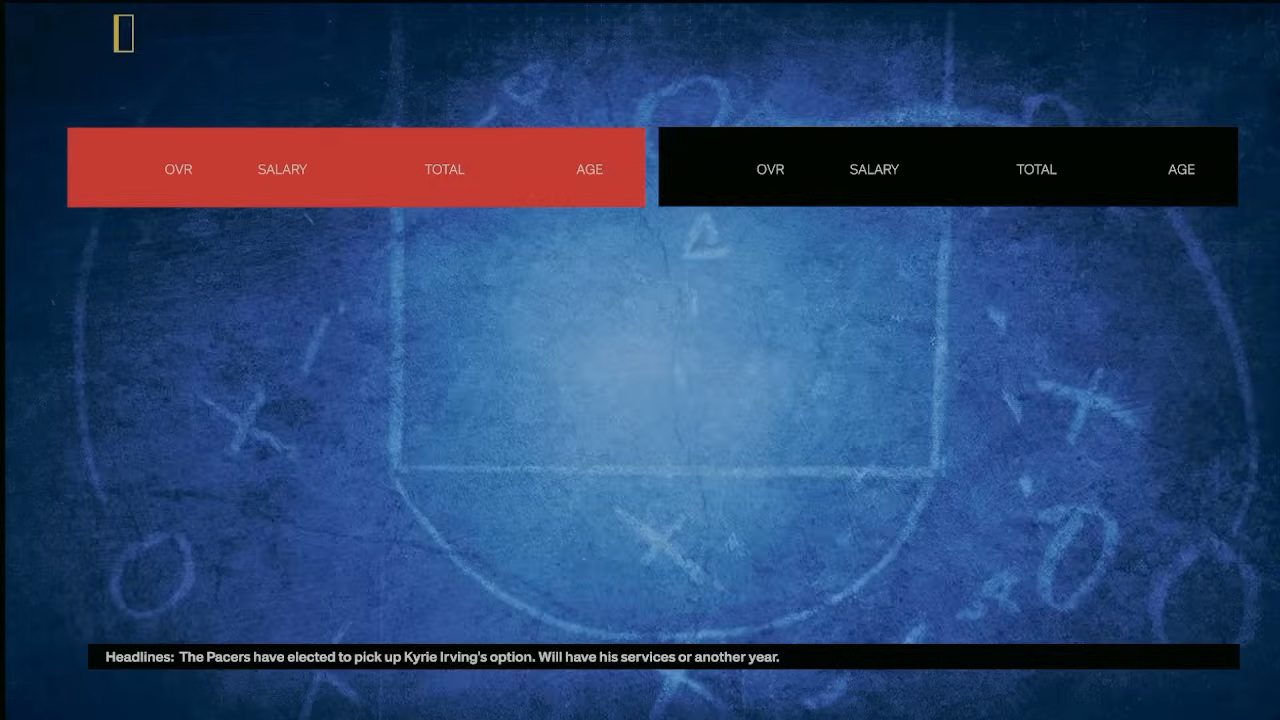 OVR SALARY TOTAL AGE OVR SALARY TOTAL AGE
Headlines: The Pacers have elected to pick up Kyrie Irving's option. Will have his services or another year.